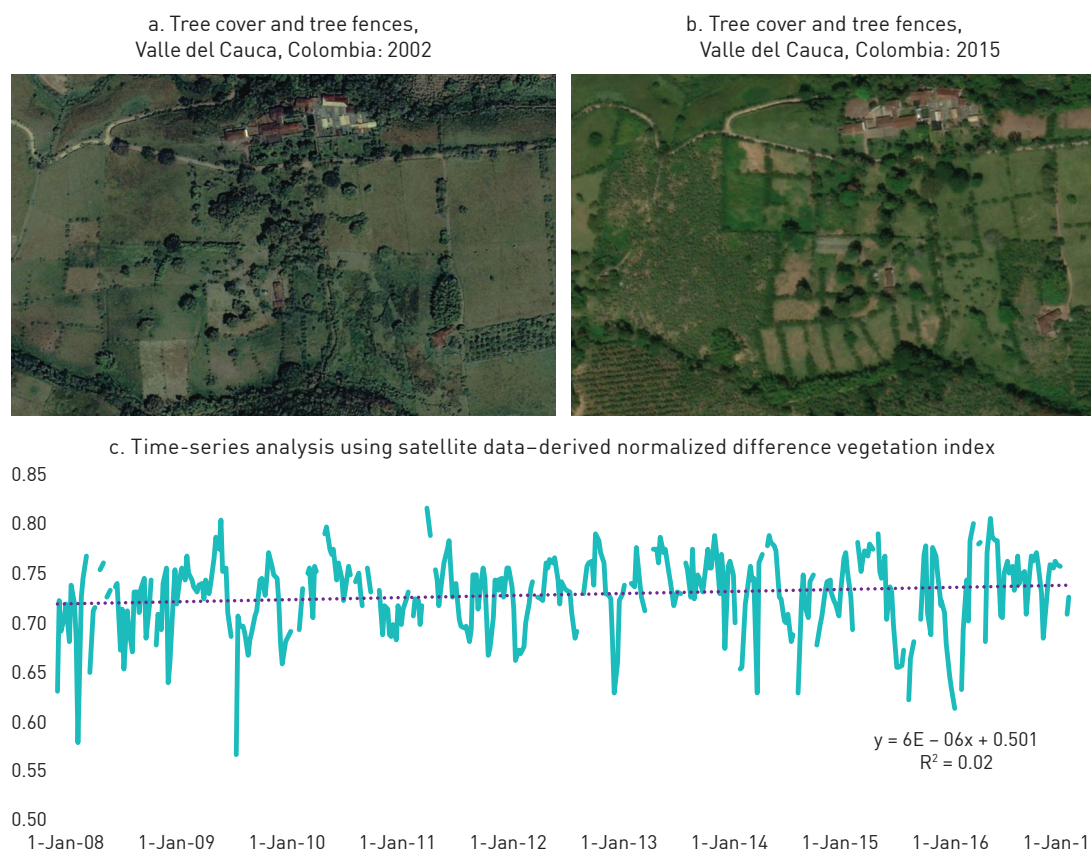 a. Tree cover and tree fences,
Valle del Cauca, Colombia: 2002
b. Tree cover and tree fences,
Valle del Cauca, Colombia: 2015
c. Time-series analysis using satellite data–derived normalized difference vegetation index
0.85
0.80
0.75
0.70
0.65
0.60
0.55
0.50
y = 6E – 06x + 0.501
R² = 0.02
1-Jan-08 1-Jan-09 1-Jan-10 1-Jan-11 1-Jan-12 1-Jan-13 1-Jan-14 1-Jan-15 1-Jan-16 1-Jan-1